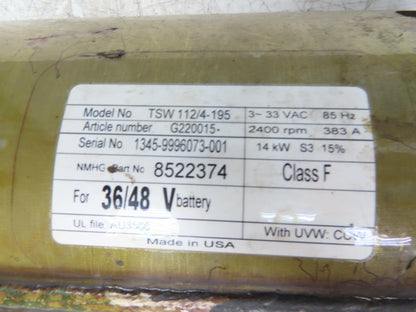 Model No TSW 112/4-195 3~ 33 VAC 85 Hz
Article number G220015- 2400 rpm 383 A
Serial No 1345-9996073-001 14 kW S3 15%
NMHG Part No 8522374 Class F
For 36/48 V battery
UL file With UVW:
Made in USA